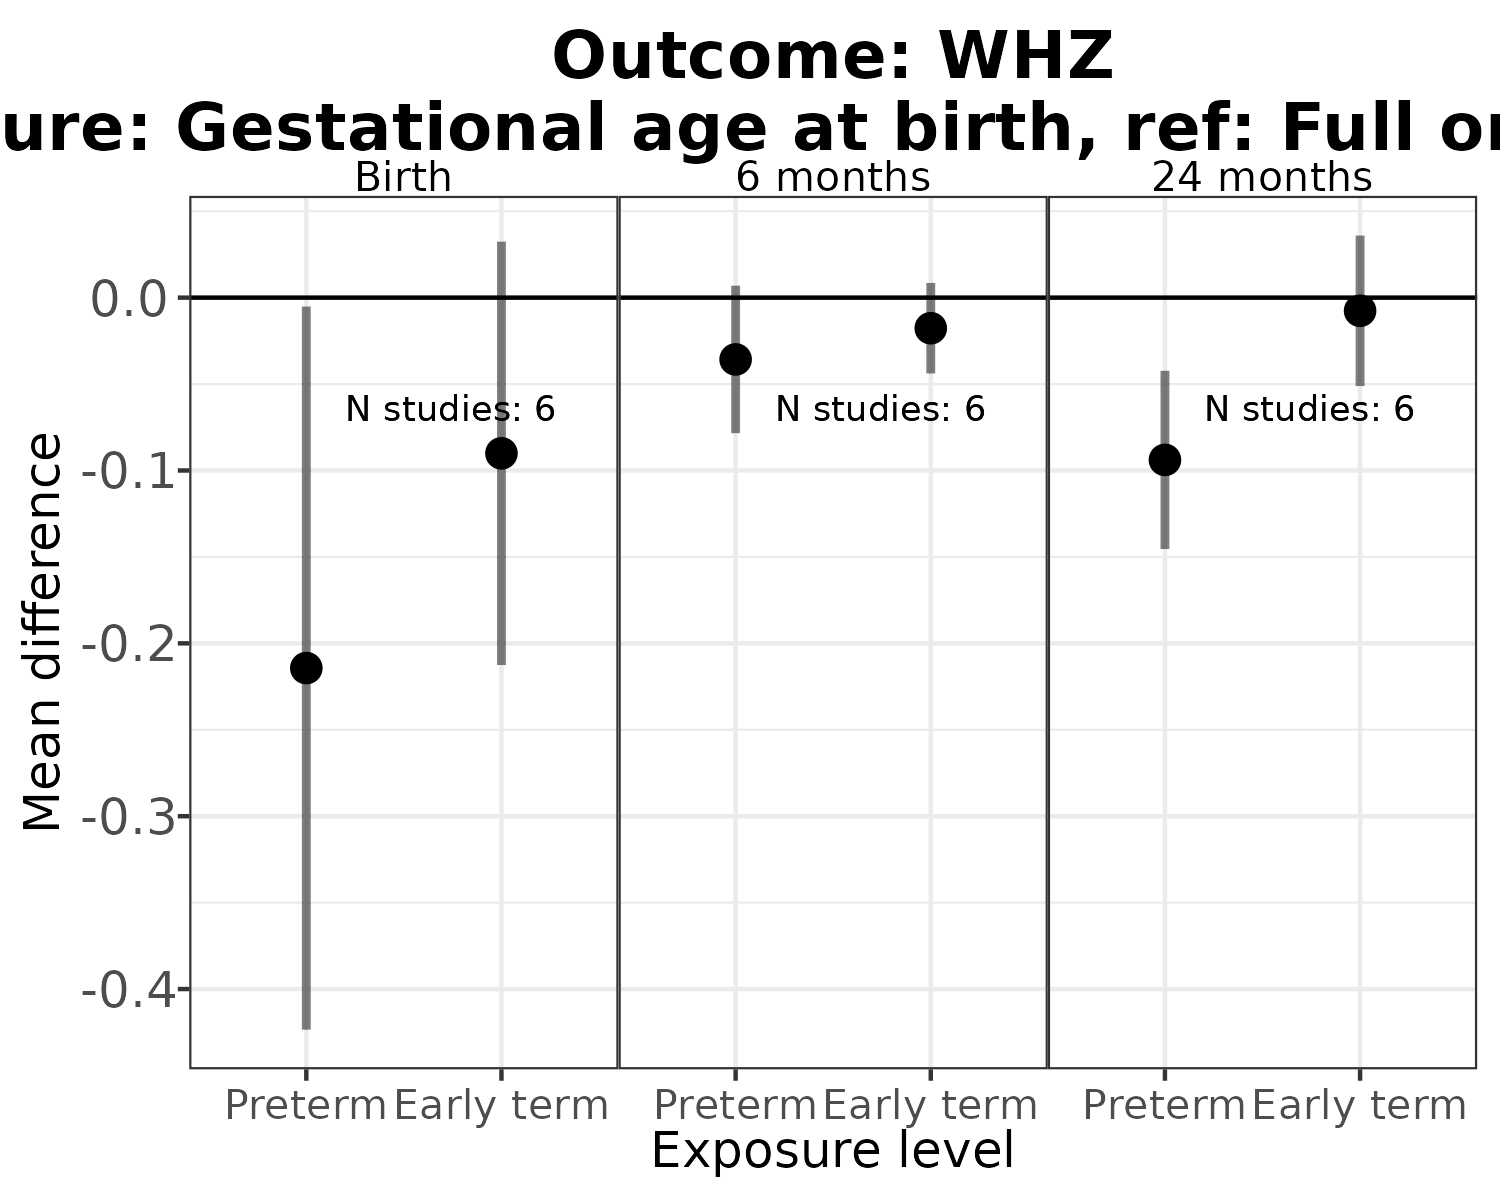 Outcome: WHZ
ure: Gestational age at birth, ref: Full or
Birth 6 months 24 months
0.0
N studies: 6 N studies: 6 N studies: 6
-0.1
-0.2
-0.3
-0.4
Mean difference
Preterm Early term Preterm Early term Preterm Early term
Exposure level